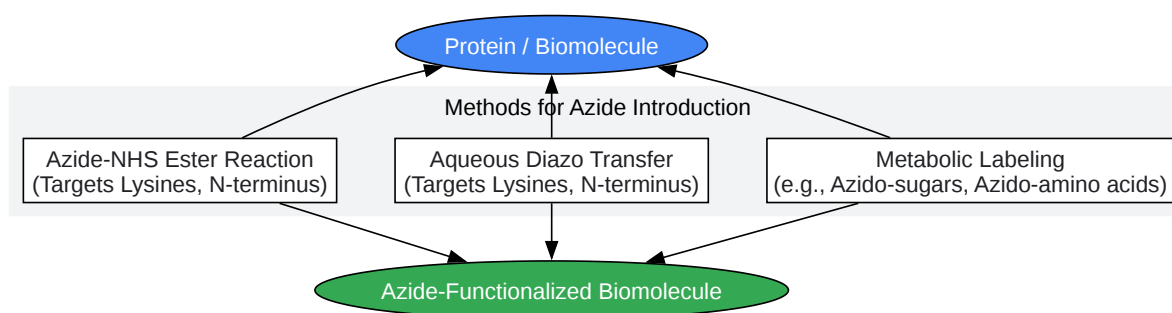 Protein / Biomolecule
Methods for Azide Introduction
Azide-NHS Ester Reaction
(Targets Lysines, N-terminus)
Aqueous Diazo Transfer
(Targets Lysines, N-terminus)
Metabolic Labeling
(e.g., Azido-sugars, Azido-amino acids)
Azide-Functionalized Biomolecule